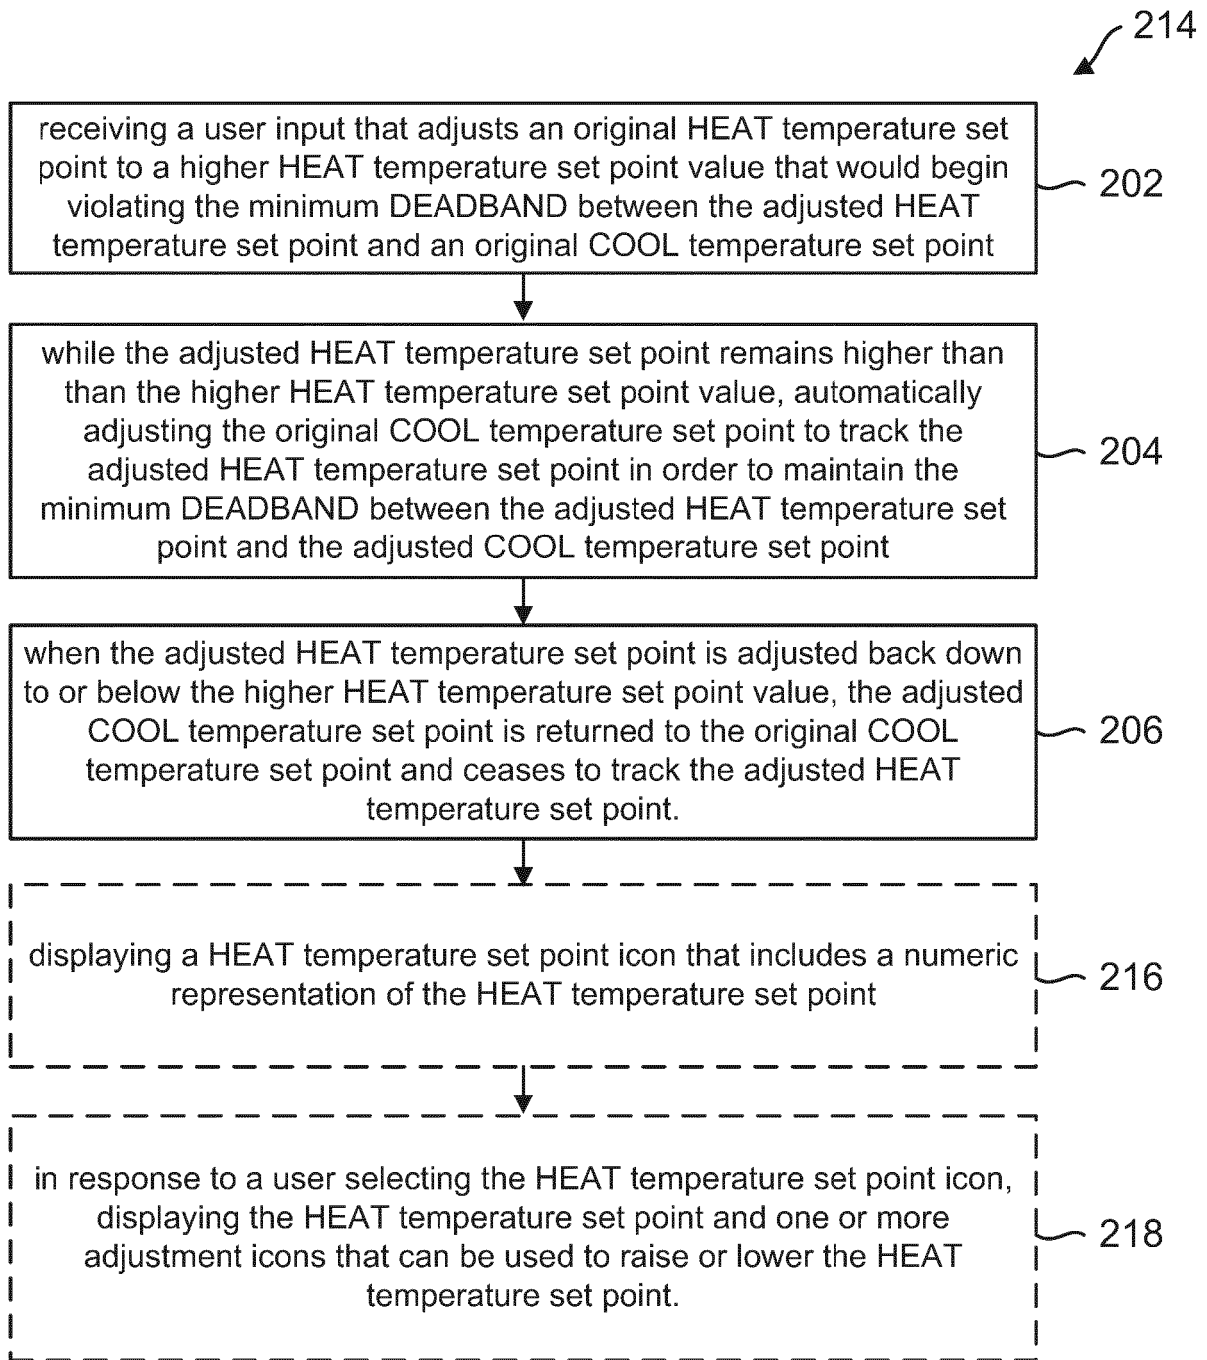 214
receiving a user input that adjusts an original HEAT temperature set
point to a higher HEAT temperature set point value that would begin
violating the minimum DEADBAND between the adjusted HEAT
temperature set point and an original COOL temperature set point
202
while the adjusted HEAT temperature set point remains higher than
than the higher HEAT temperature set point value, automatically
adjusting the original COOL temperature set point to track the
adjusted HEAT temperature set point in order to maintain the
minimum DEADBAND between the adjusted HEAT temperature set
point and the adjusted COOL temperature set point
204
when the adjusted HEAT temperature set point is adjusted back down
to or below the higher HEAT temperature set point value, the adjusted
COOL temperature set point is returned to the original COOL
temperature set point and ceases to track the adjusted HEAT
temperature set point.
206
displaying a HEAT temperature set point icon that includes a numeric
representation of the HEAT temperature set point
216
in response to a user selecting the HEAT temperature set point icon,
displaying the HEAT temperature set point and one or more
adjustment icons that can be used to raise or lower the HEAT
temperature set point.
218